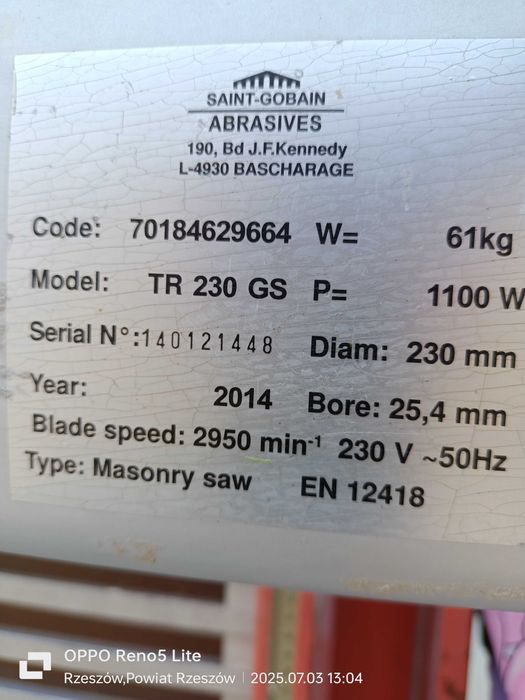 SAINT-GOBAIN
ABRASIVES
190, Bd J.F.Kennedy
L-4930 BASCHARAGE
Code: 70184629664 W= 61kg
Model: TR 230 GS P= 1100 W
Serial N°:140121448 Diam: 230 mm
Year: 2014 Bore: 25,4 mm
Blade speed: 2950 min⁻¹ 230 V ~50Hz
Type: Masonry saw EN 12418
OPPO Reno5 Lite
Rzeszów,Powiat Rzeszów | 2025.07.03 13:04